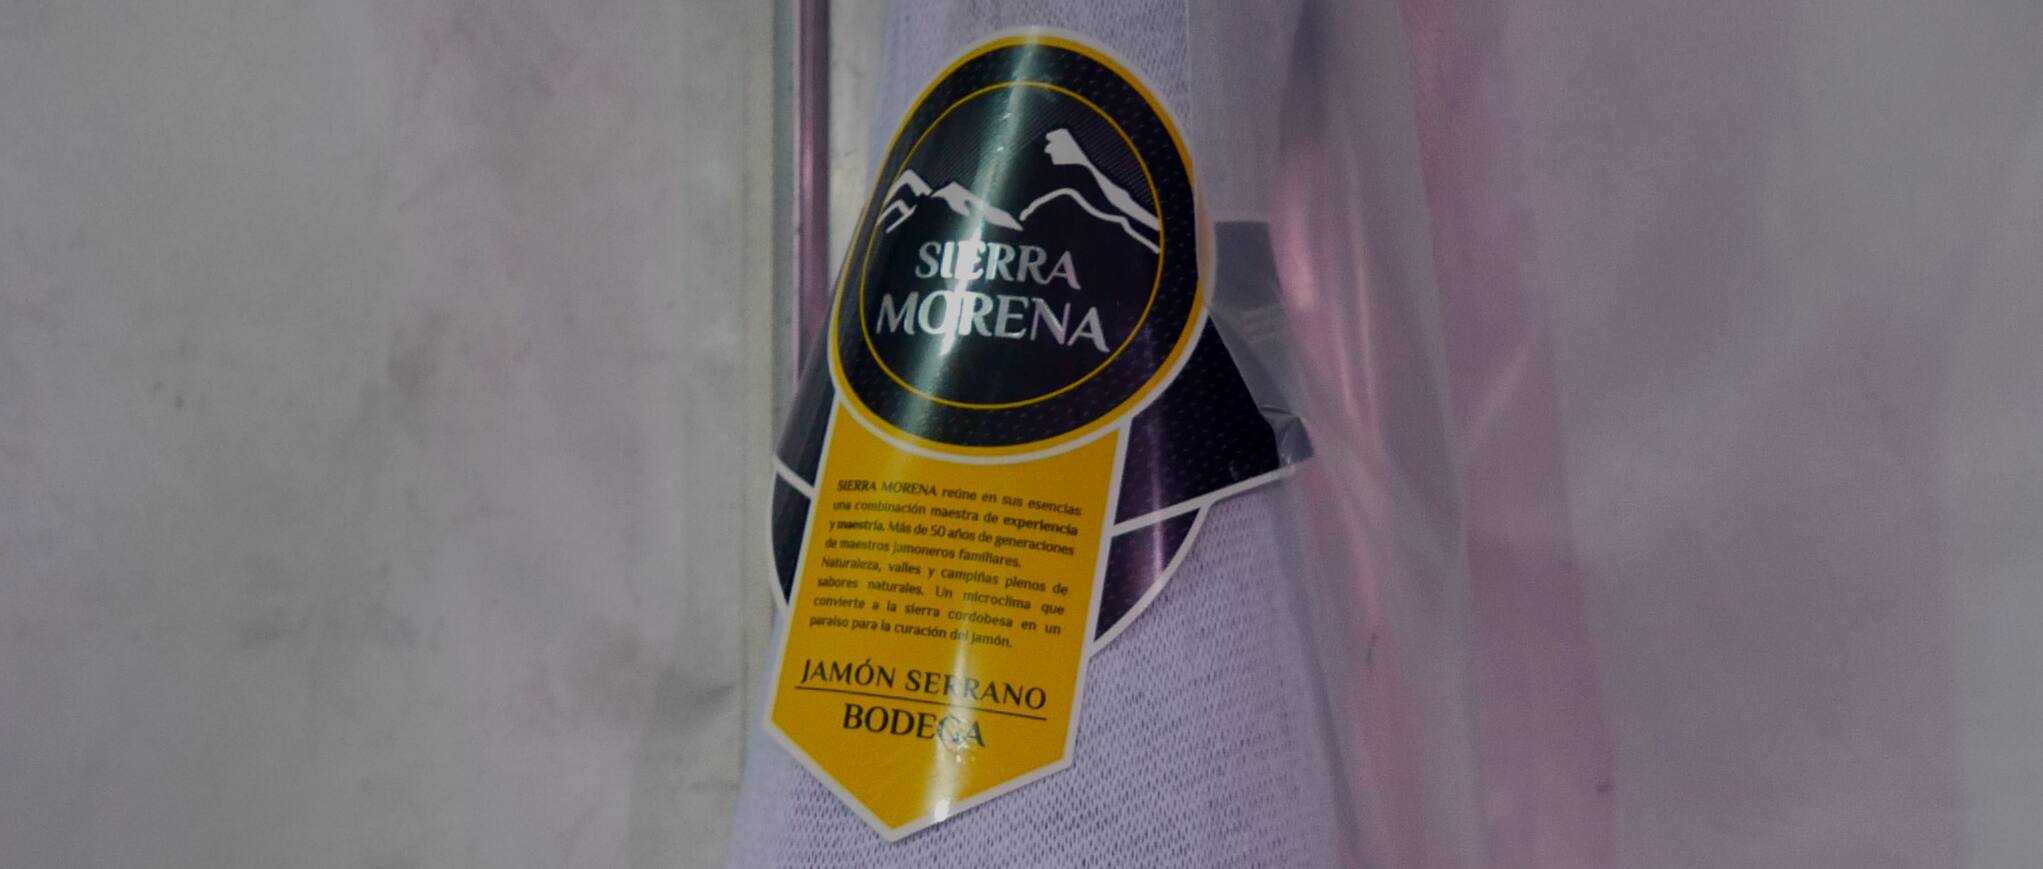 SIERRA
MORENA
SIERRA MORENA reúne en sus esencias
una combinación maestra de experiencia
y maestría. Más de 50 años de generaciones
de maestros jamoneros familiares.
Naturaleza, valles y campiñas plenos de
sabores naturales. Un microclima que
convierte a la sierra cordobesa en un
paraíso para la curación del jamón.
JAMÓN SERRANO
BODEGA